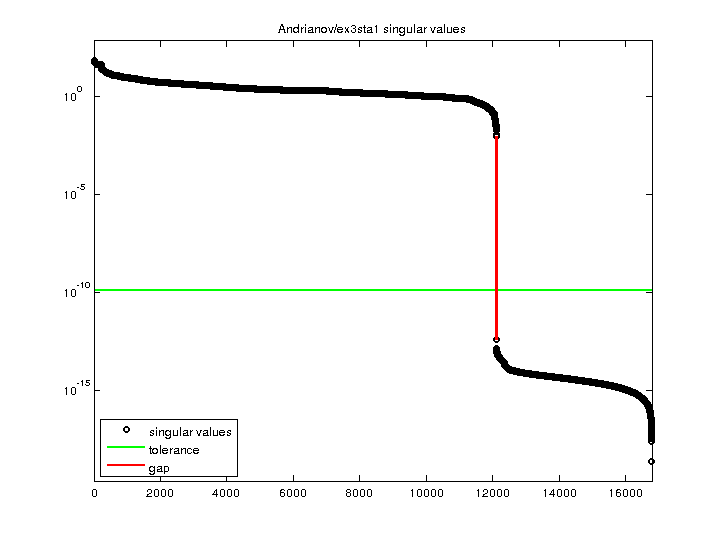 Andrianov/ex3sta1 singular values
10^0
10^-5
10^-10
10^-15
singular values
tolerance
gap
0 2000 4000 6000 8000 10000 12000 14000 16000